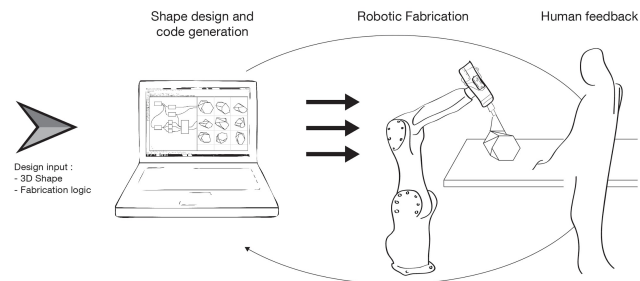 Shape design and
code generation
Robotic Fabrication
Human feedback
Design input :
- 3D Shape
- Fabrication logic